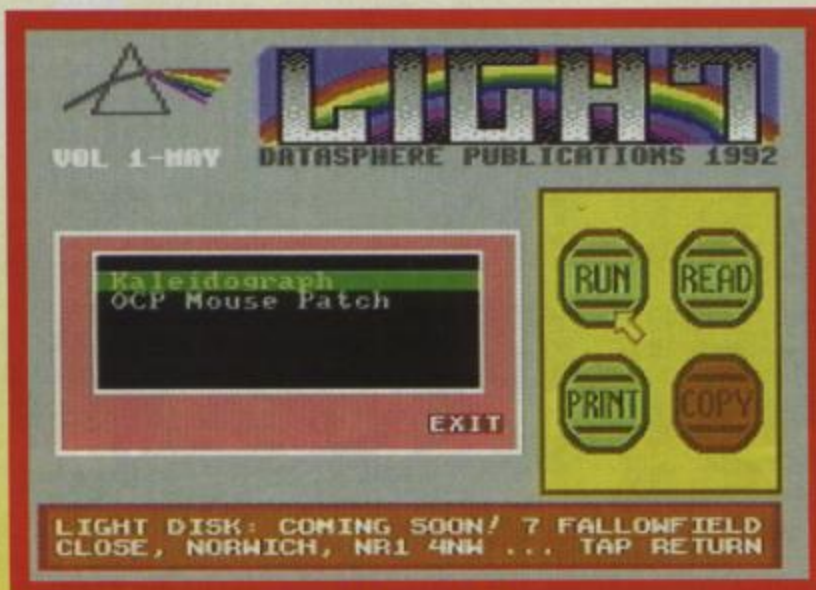 LIGHT
VOL 1-MAY
DATASPHERE PUBLICATIONS 1992
Kaleidograph
OCP Mouse Patch
EXIT
RUN
READ
PRINT
COPY
LIGHT DISK: COMING SOON! 7 FALLOWFIELD
CLOSE, NORWICH, NR1 4NW ... TAP RETURN